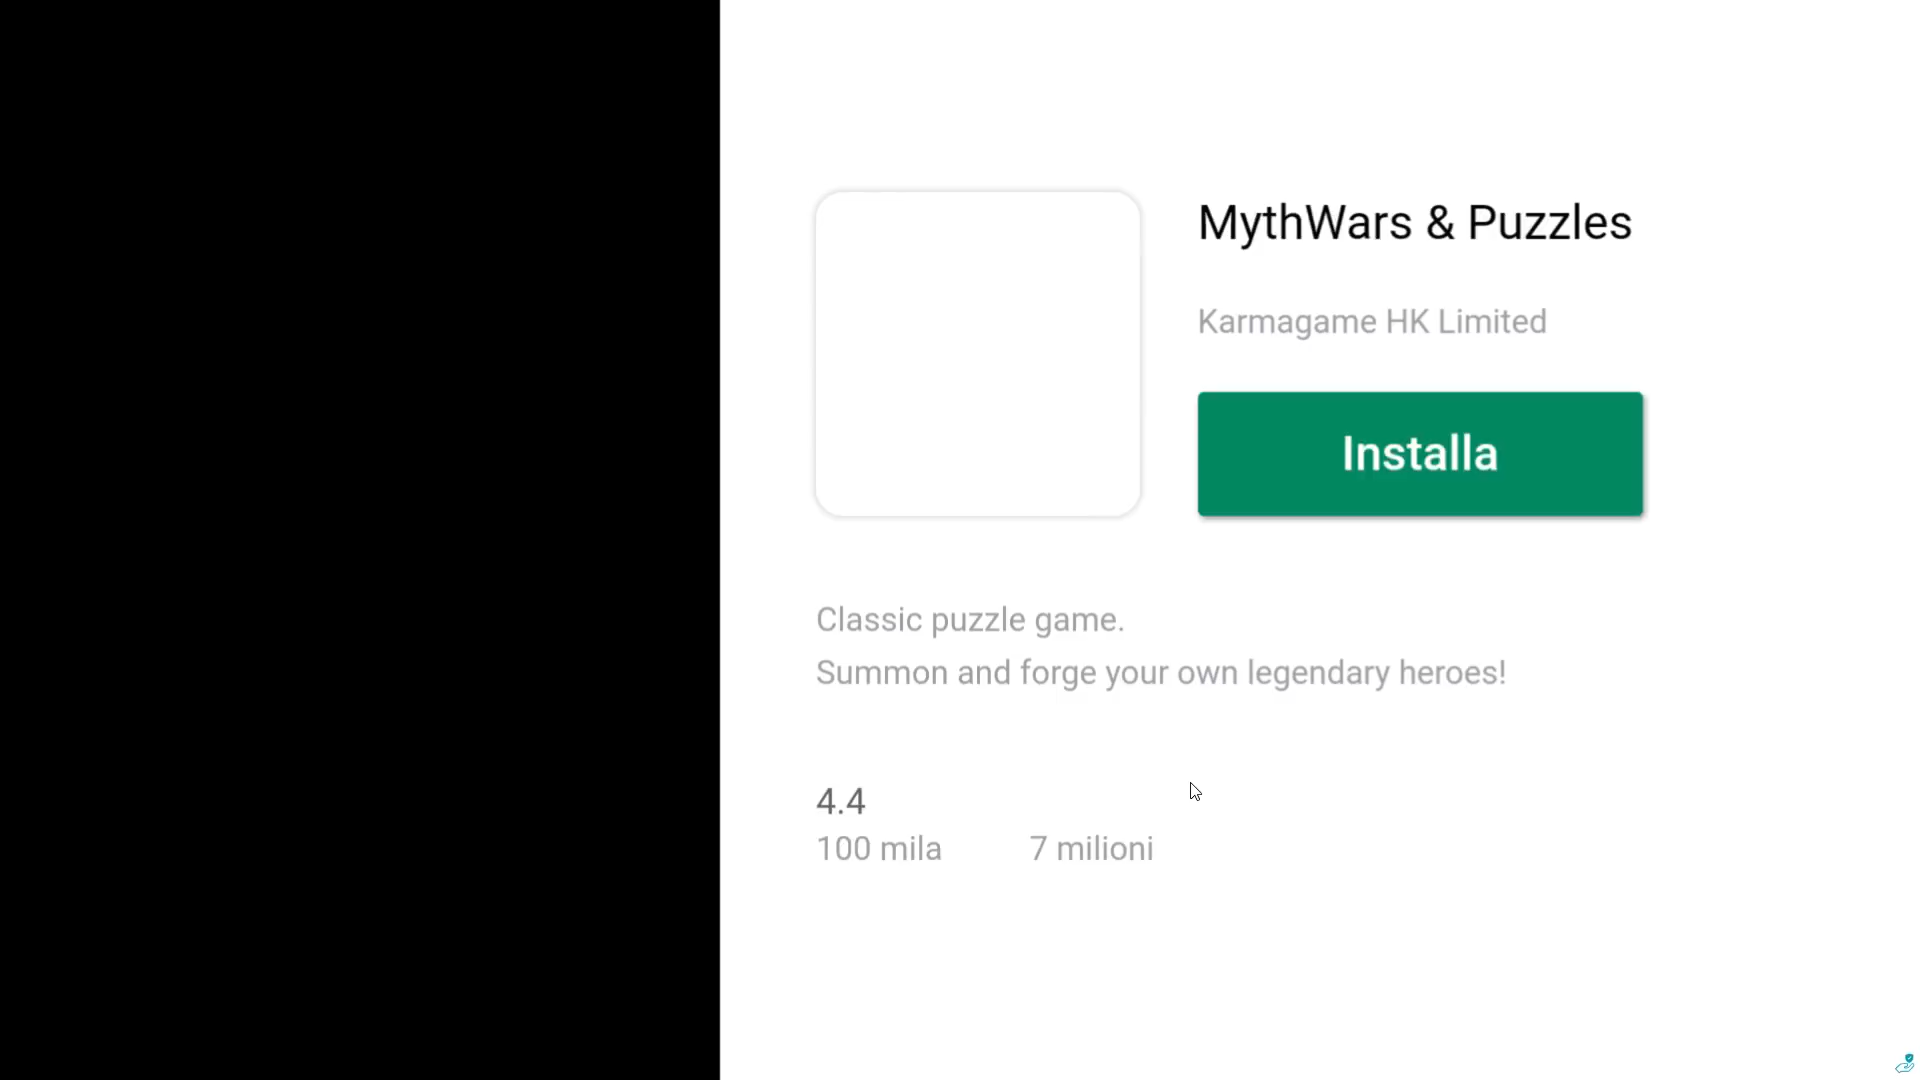 MythWars & Puzzles
Karmagame HK Limited
Installa
Classic puzzle game.
Summon and forge your own legendary heroes!
4.4
100 mila 7 milioni